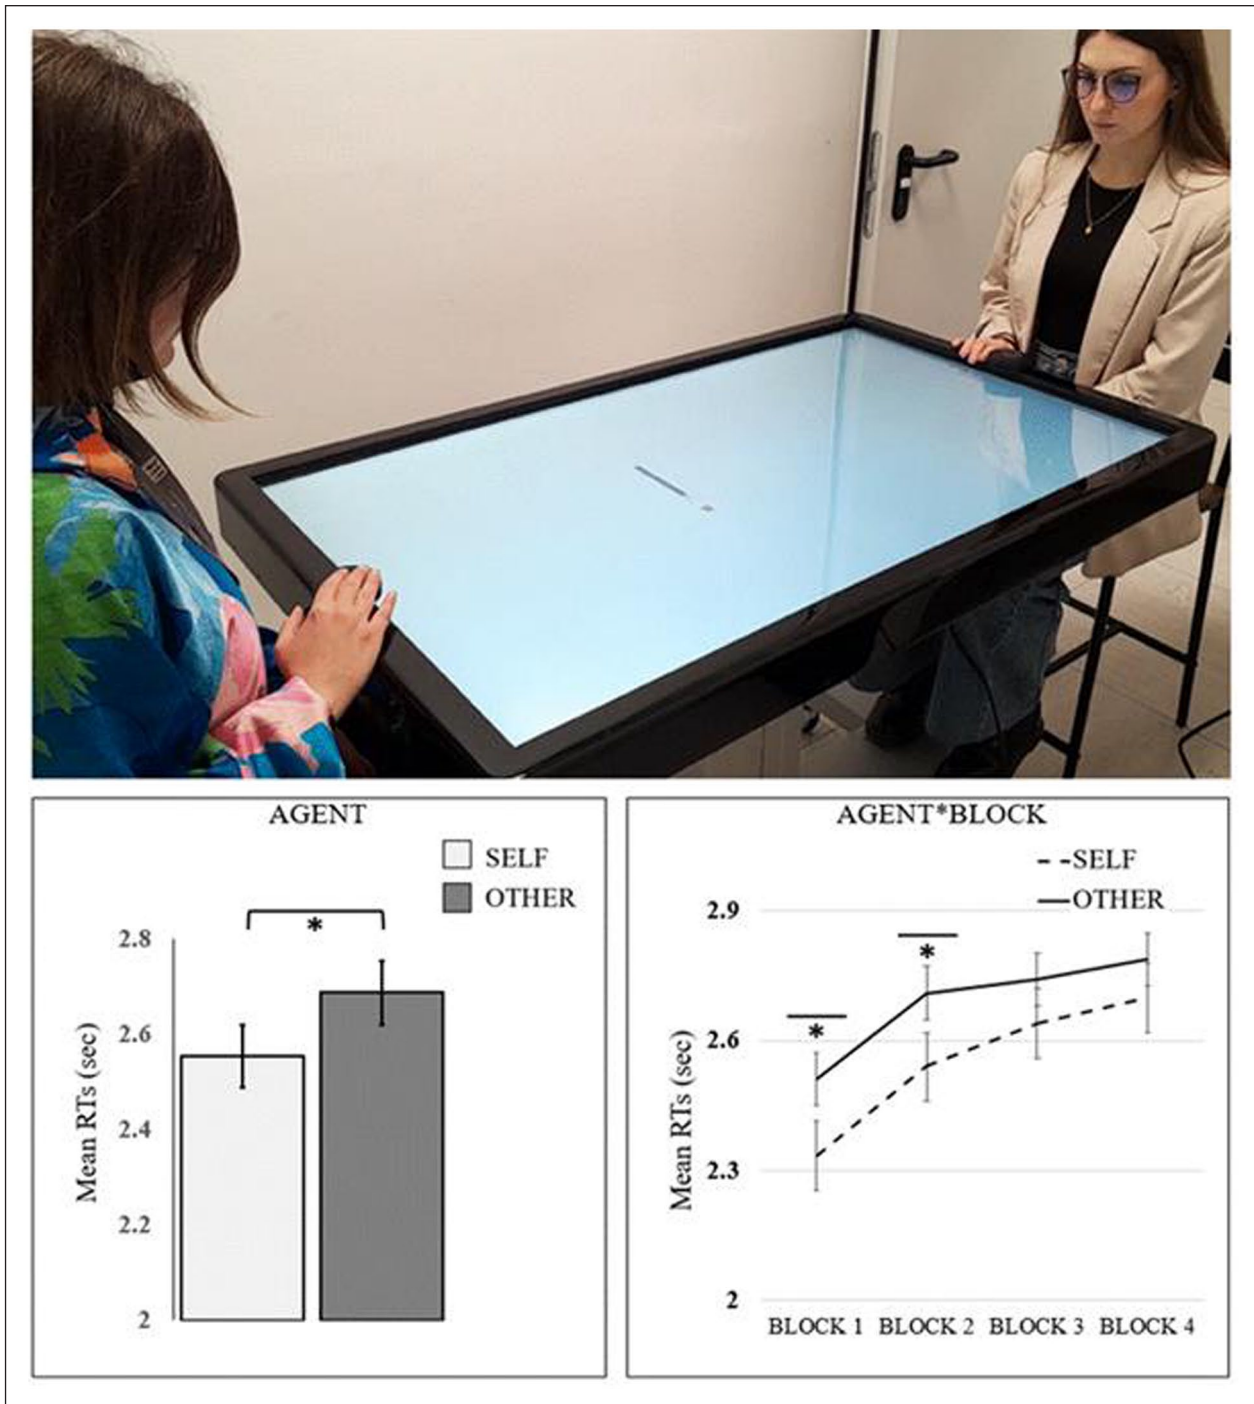 AGENT
SELF
OTHER
*
2.8
2.6
2.4
2.2
2
Mean RTs (sec)
AGENT*BLOCK
SELF
OTHER
2.9
2.6
2.3
2
*
*
Mean RTs (sec)
BLOCK 1 BLOCK 2 BLOCK 3 BLOCK 4